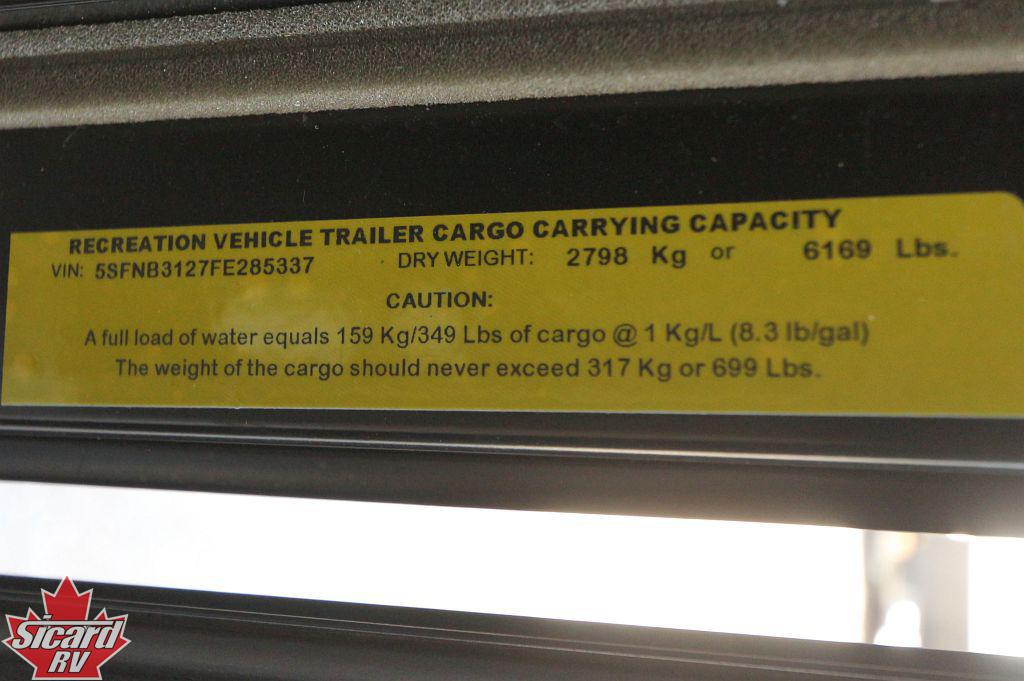 RECREATION VEHICLE TRAILER CARGO CARRYING CAPACITY
VIN: 5SFNB3127FE285337 DRY WEIGHT: 2798 Kg or 6169 Lbs.
CAUTION:
A full load of water equals 159 Kg/349 Lbs of cargo @ 1 Kg/L (8.3 lb/gal)
The weight of the cargo should never exceed 317 Kg or 699 Lbs.
Sicard
RV